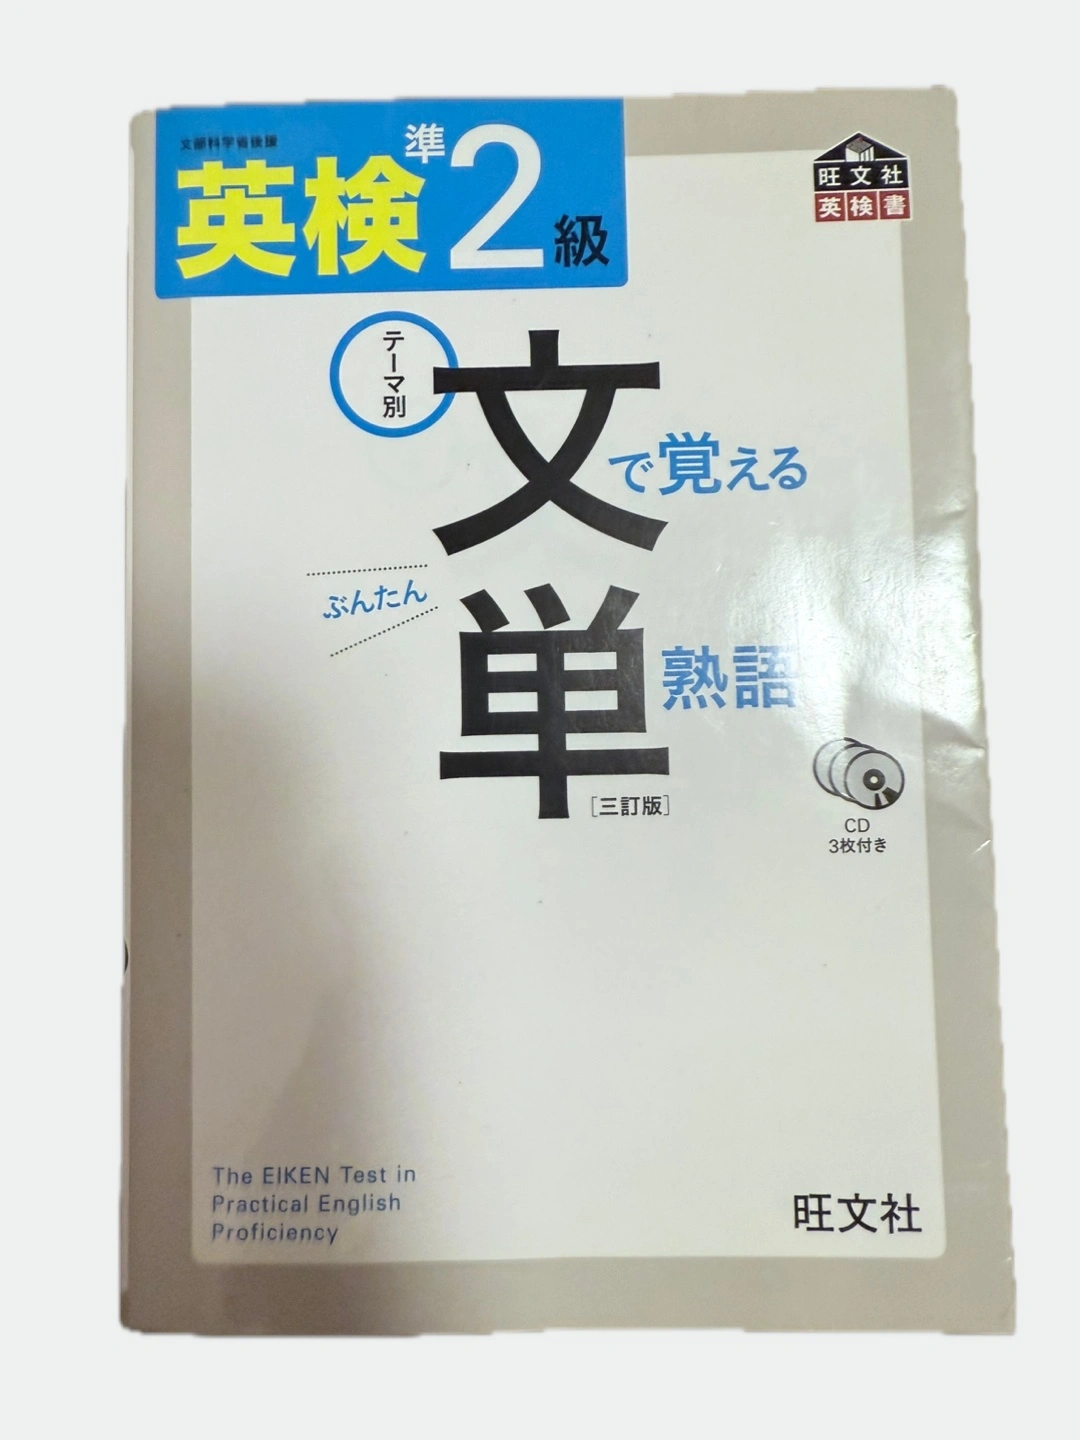 文部科学省後援
英検準2級
旺文社
英検書
テーマ別
文で覚える
ぶんたん
単熟語
[三訂版]
CD
3枚付き
The EIKEN Test in
Practical English
Proficiency
旺文社